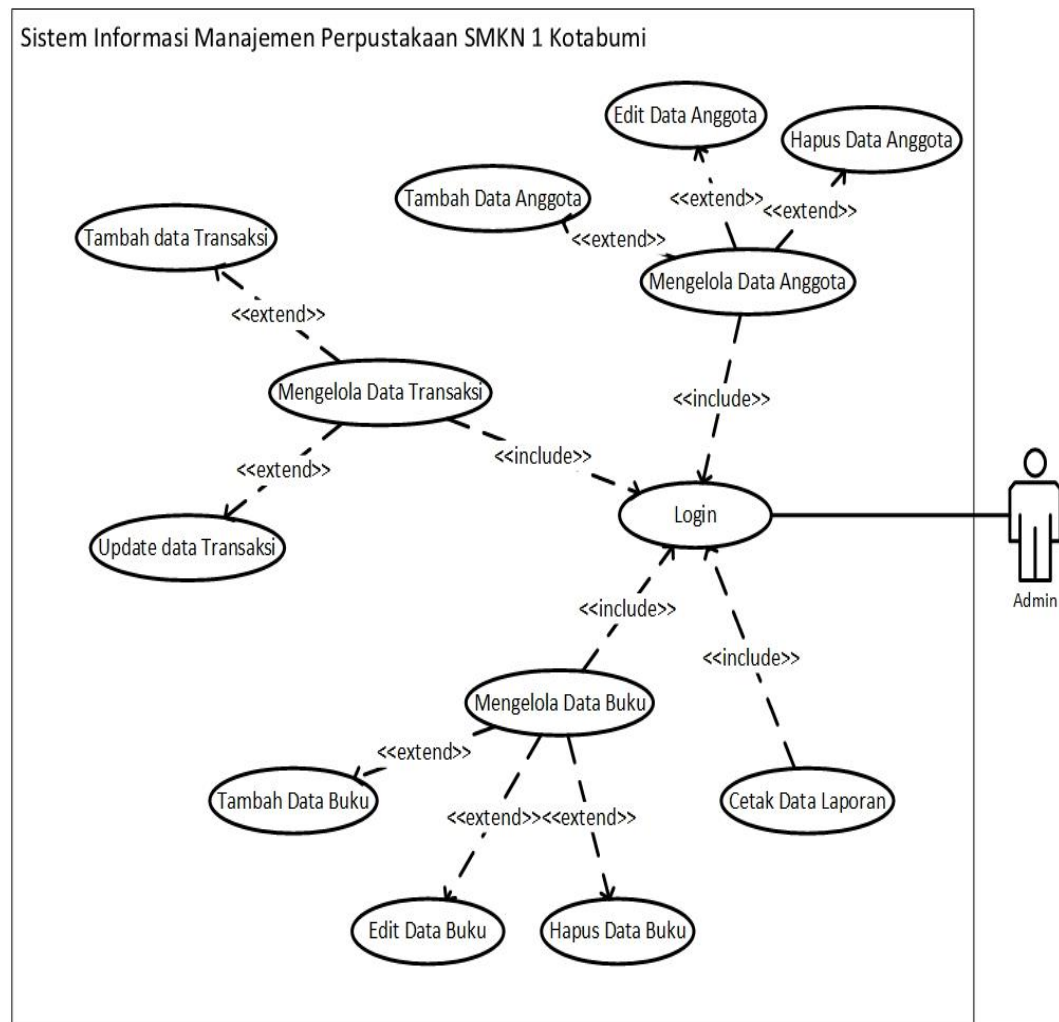 Sistem Informasi Manajemen Perpustakaan SMKN 1 Kotabumi
Edit Data Anggota
Hapus Data Anggota
Tambah Data Anggota
<<extend>>
<<extend>>
<<extend>>
Mengelola Data Anggota
Tambah data Transaksi
<<extend>>
Mengelola Data Transaksi
<<include>>
<<include>>
<<extend>>
Login
Update data Transaksi
Admin
<<include>>
<<include>>
Mengelola Data Buku
<<extend>>
Tambah Data Buku
Cetak Data Laporan
<<extend>>
<<extend>>
Edit Data Buku
Hapus Data Buku